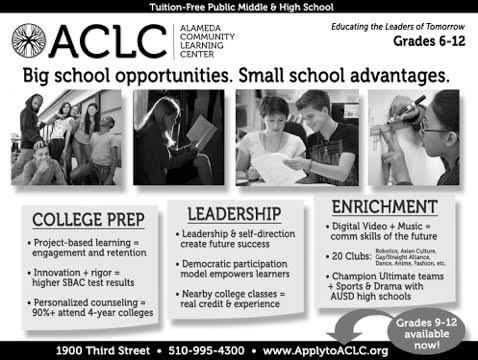 Tuition-Free Public Middle & High School
ACLC
ALAMEDA
COMMUNITY
LEARNING
CENTER
Educating the Leaders of Tomorrow
Grades 6-12
Big school opportunities. Small school advantages.
COLLEGE PREP
• Project-based learning =
engagement and retention
• Innovation + rigor =
higher SBAC test results
• Personalized counseling =
90%+ attend 4-year colleges
LEADERSHIP
• Leadership & self-direction
create future success
• Democratic participation
model empowers learners
• Nearby college classes =
real credit & experience
ENRICHMENT
• Digital Video + Music =
comm skills of the future
• 20 Clubs: Robotics, Asian Culture,
Gay/Straight Alliance,
Dance, Anime, Fashion, etc.
• Champion Ultimate teams
+ Sports & Drama with
AUSD high schools
Grades 9-12
available
now!
1900 Third Street • 510-995-4300 • www.ApplytoACLC.org